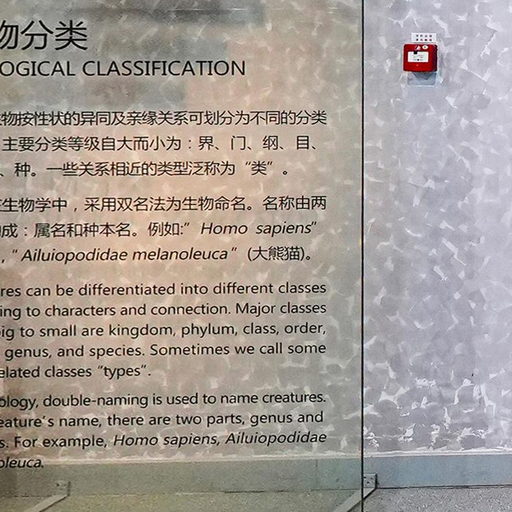 物分类
OGICAL CLASSIFICATION
物按性状的异同及亲缘关系可划分为不同的分类
主要分类等级自大而小为：界、门、纲、目、
、种。一些关系相近的类型泛称为“类”。
生物学中，采用双名法为生物命名。名称由两
成：属名和种本名。例如:”Homo sapiens”
,“Ailuiopodidae melanoleuca“（大熊猫)。
res can be differentiated into different classes
ing to characters and connection. Major classes
big to small are kingdom, phylum, class, order,
genus, and species. Sometimes we call some
elated classes “types”.
ology, double-naming is used to name creatures.
eature's name, there are two parts, genus and
s. For example, Homo sapiens, Ailuiopodidae
oleuca.